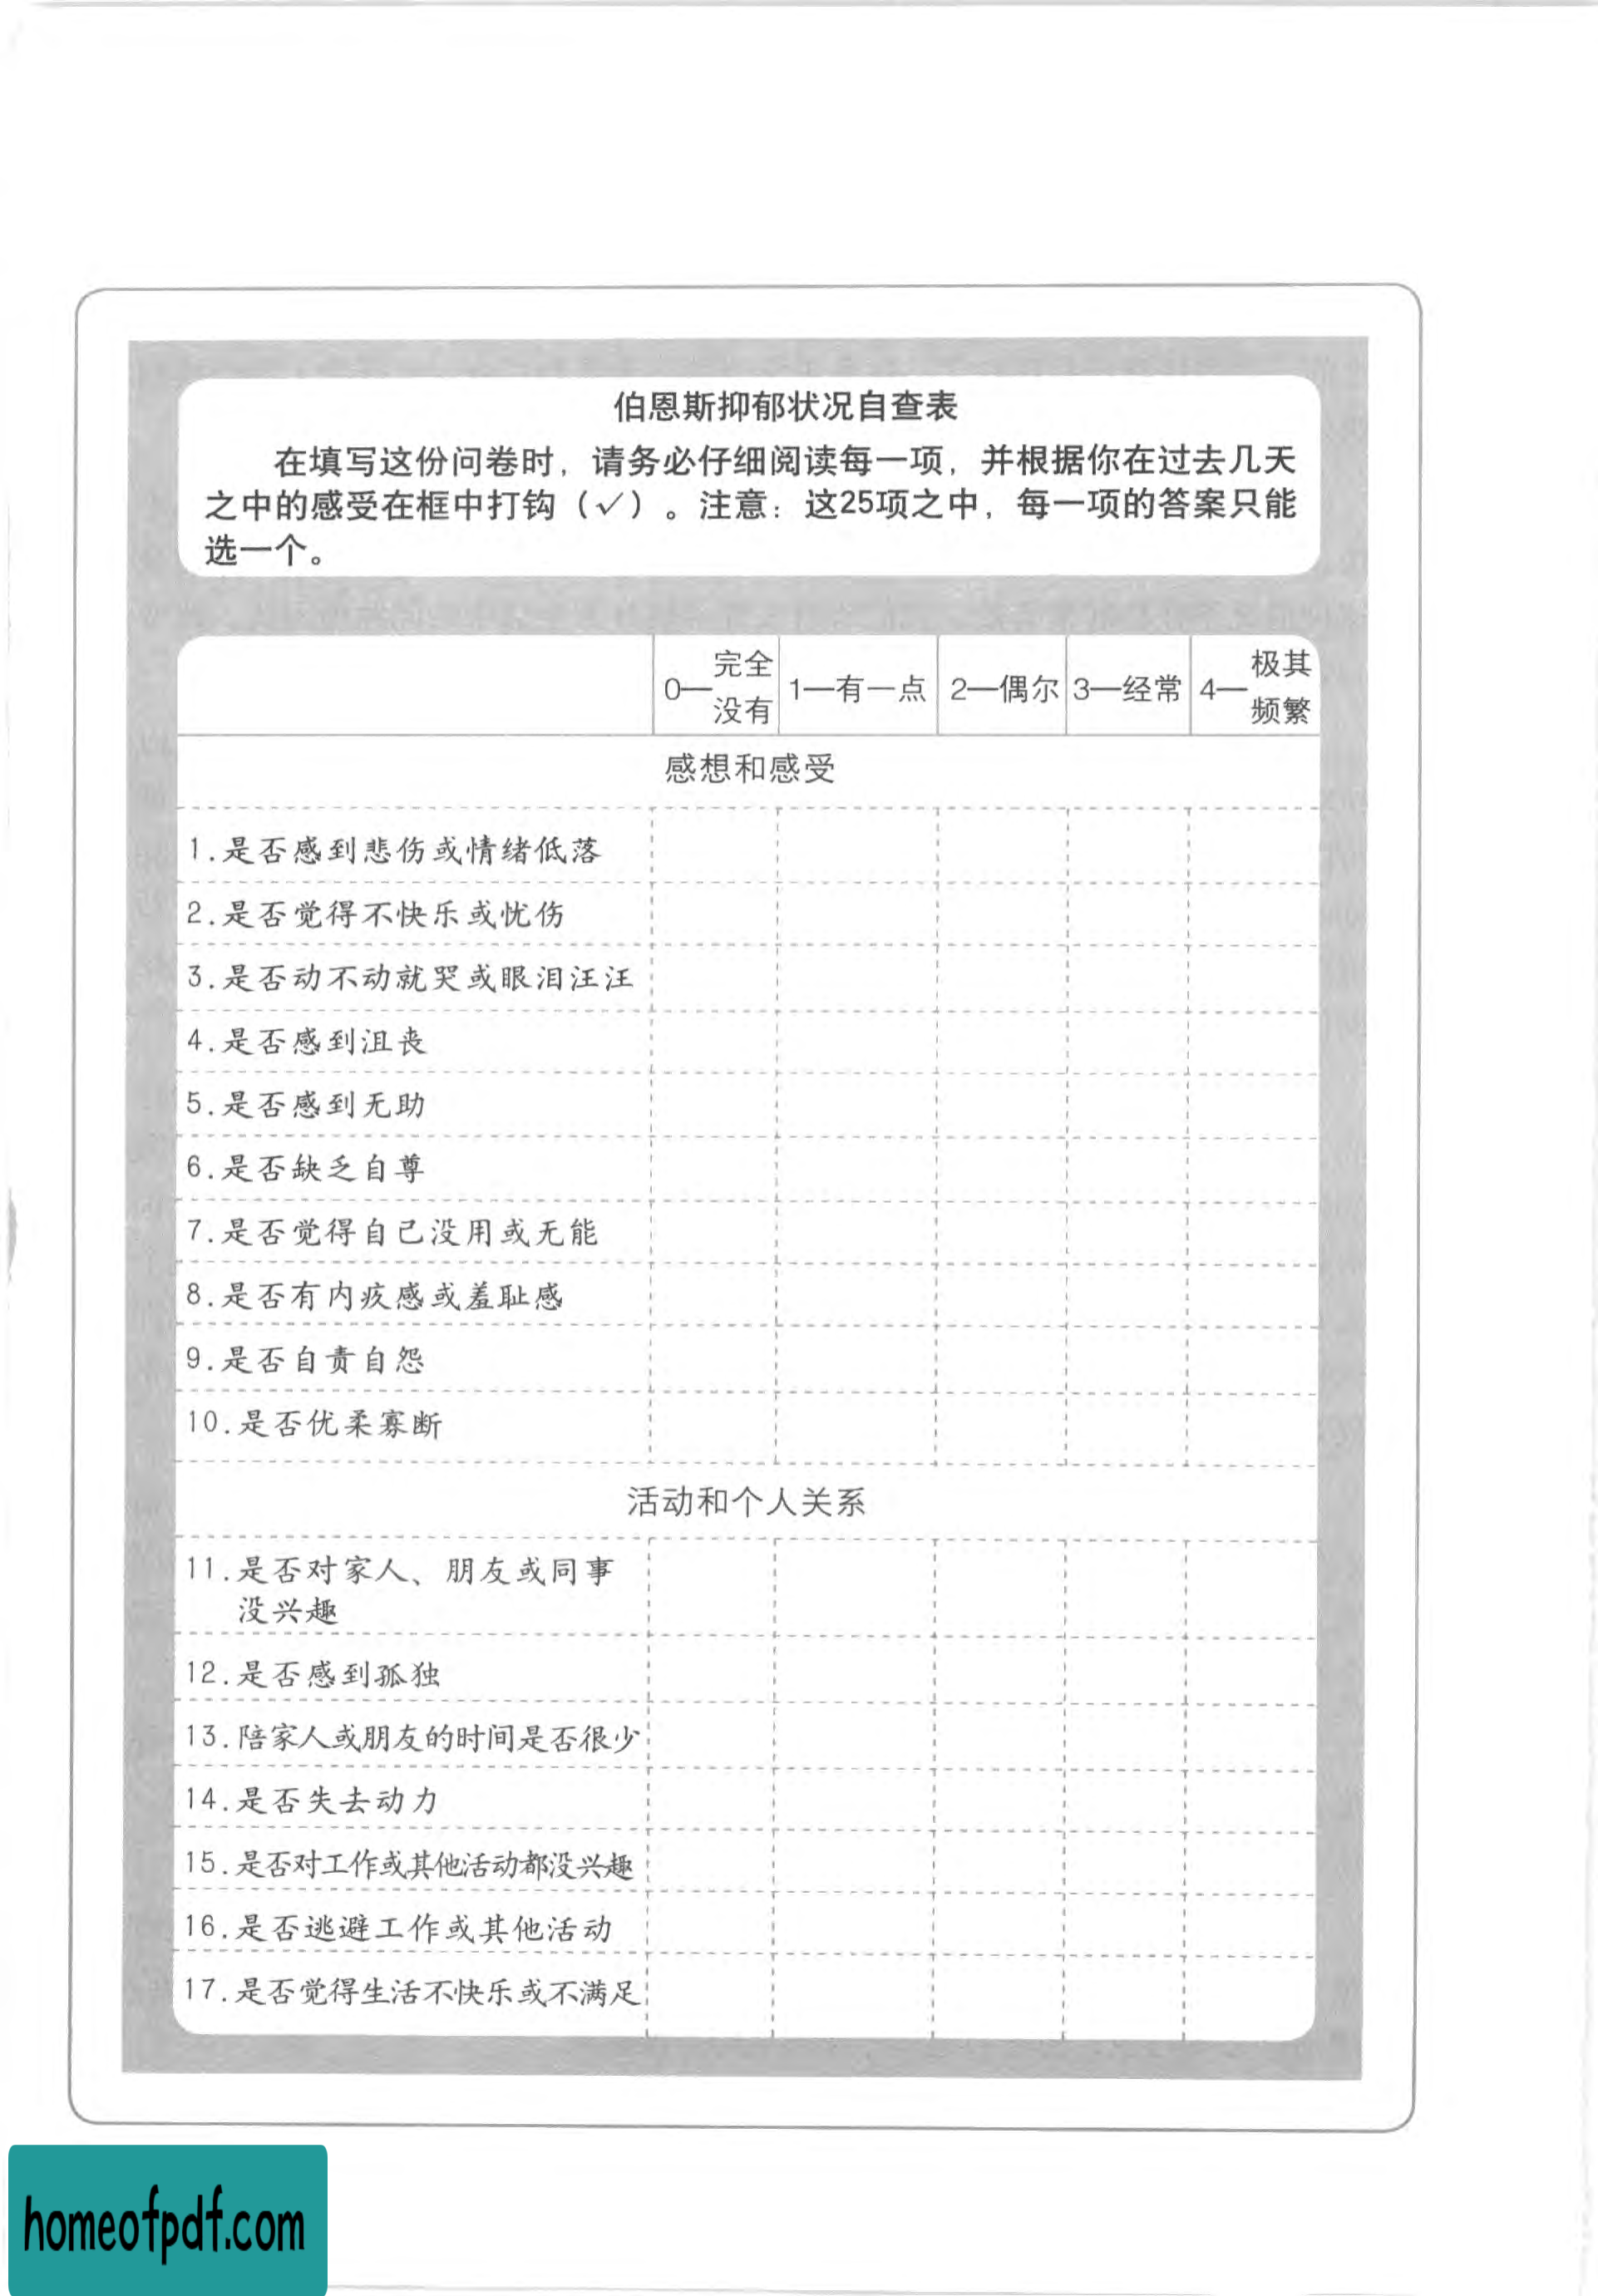 伯恩斯抑郁状况自查表
在填写这份问卷时，请务必仔细阅读每一项，并根据你在过去几天
之中的感受在框中打钩（✓）。注意：这25项之中，每一项的答案只能
选一个。
0—完全没有 1—有一点 2—偶尔 3—经常 4—极其频繁
感想和感受
1.是否感到悲伤或情绪低落
2.是否觉得不快乐或忧伤
3.是否动不动就哭或眼泪汪汪
4.是否感到沮丧
5.是否感到无助
6.是否缺乏自尊
7.是否觉得自己没用或无能
8.是否有内疚感或羞耻感
9.是否自责自怨
10.是否优柔寡断
活动和个人关系
11.是否对家人、朋友或同事
没兴趣
12.是否感到孤独
13.陪家人或朋友的时间是否很少
14.是否失去动力
15.是否对工作或其他活动都没兴趣
16.是否逃避工作或其他活动
17.是否觉得生活不快乐或不满足
homeofpdf.com